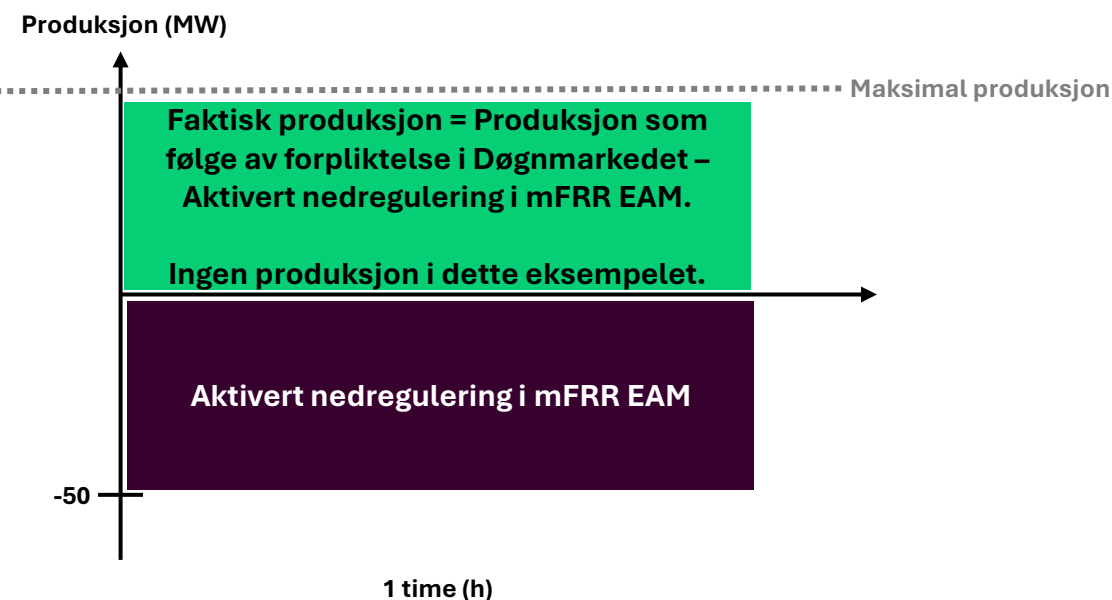 Produksjon (MW)
Maksimal produksjon
Faktisk produksjon = Produksjon som
følge av forpliktelse i Døgnmarkedet –
Aktivert nedregulering i mFRR EAM.
Ingen produksjon i dette eksempelet.
Aktivert nedregulering i mFRR EAM
-50
1 time (h)